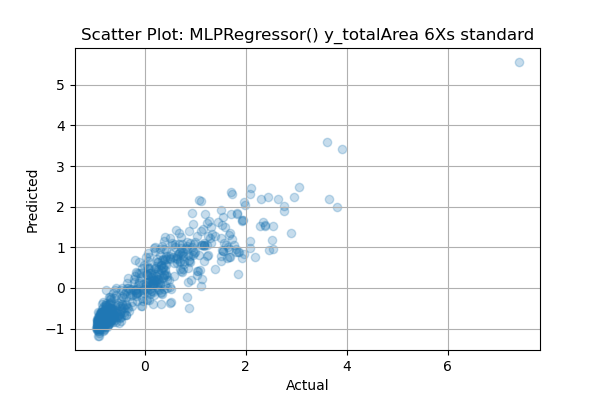 Scatter Plot: MLPRegressor() y_totalArea 6Xs standard
5
4
3
2
1
0
−1
Predicted
0 2 4 6
Actual